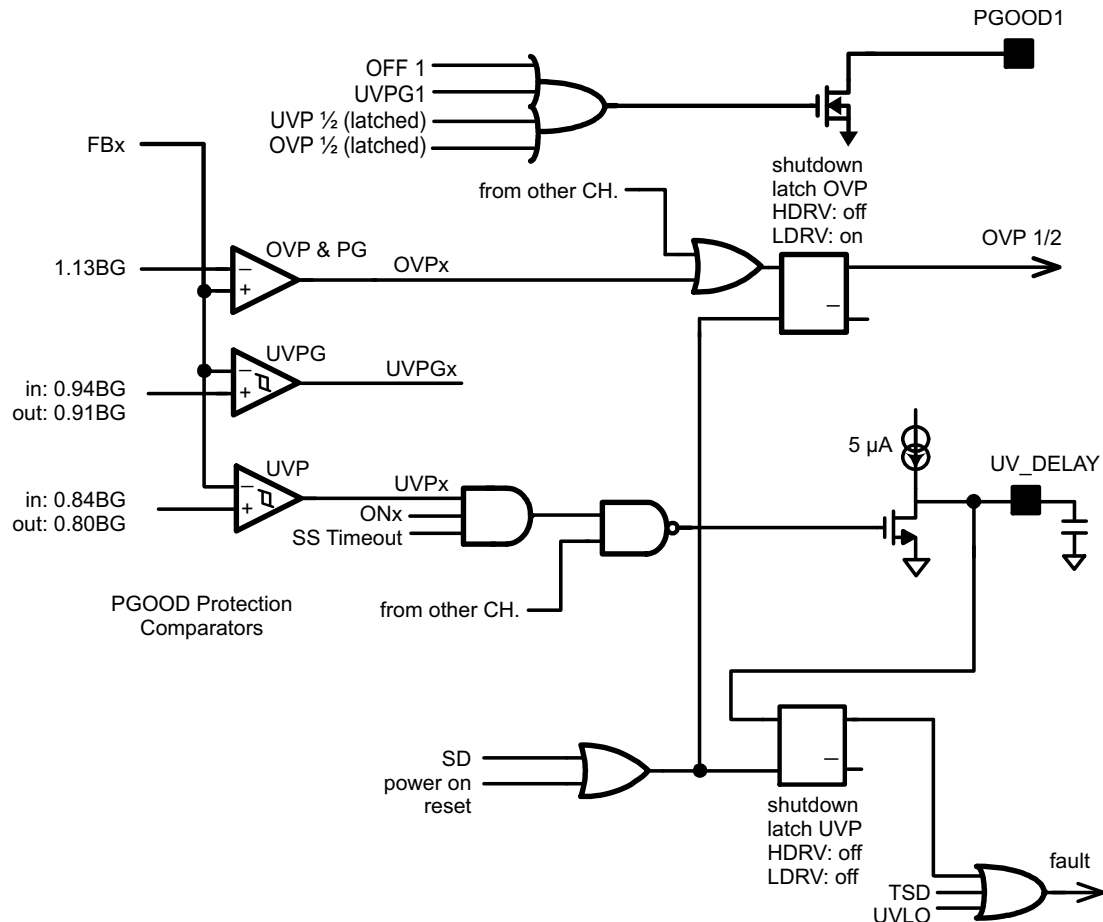 PGOOD1
OFF 1
UVPG1
UVP ½ (latched)
OVP ½ (latched)
FBx
shutdown
latch OVP
HDRV: off
LDRV: on
from other CH.
OVP & PG
OVPx
OVP 1/2
1.13BG
−
+
−
UVPG
UVPGx
−
+
in: 0.94BG
out: 0.91BG
5 µA
UV_DELAY
UVP
UVPx
−
+
in: 0.84BG
out: 0.80BG
ONx
SS Timeout
PGOOD Protection
Comparators
from other CH.
SD
power on
reset
−
shutdown
latch UVP
HDRV: off
LDRV: off
fault
TSD
UVLO